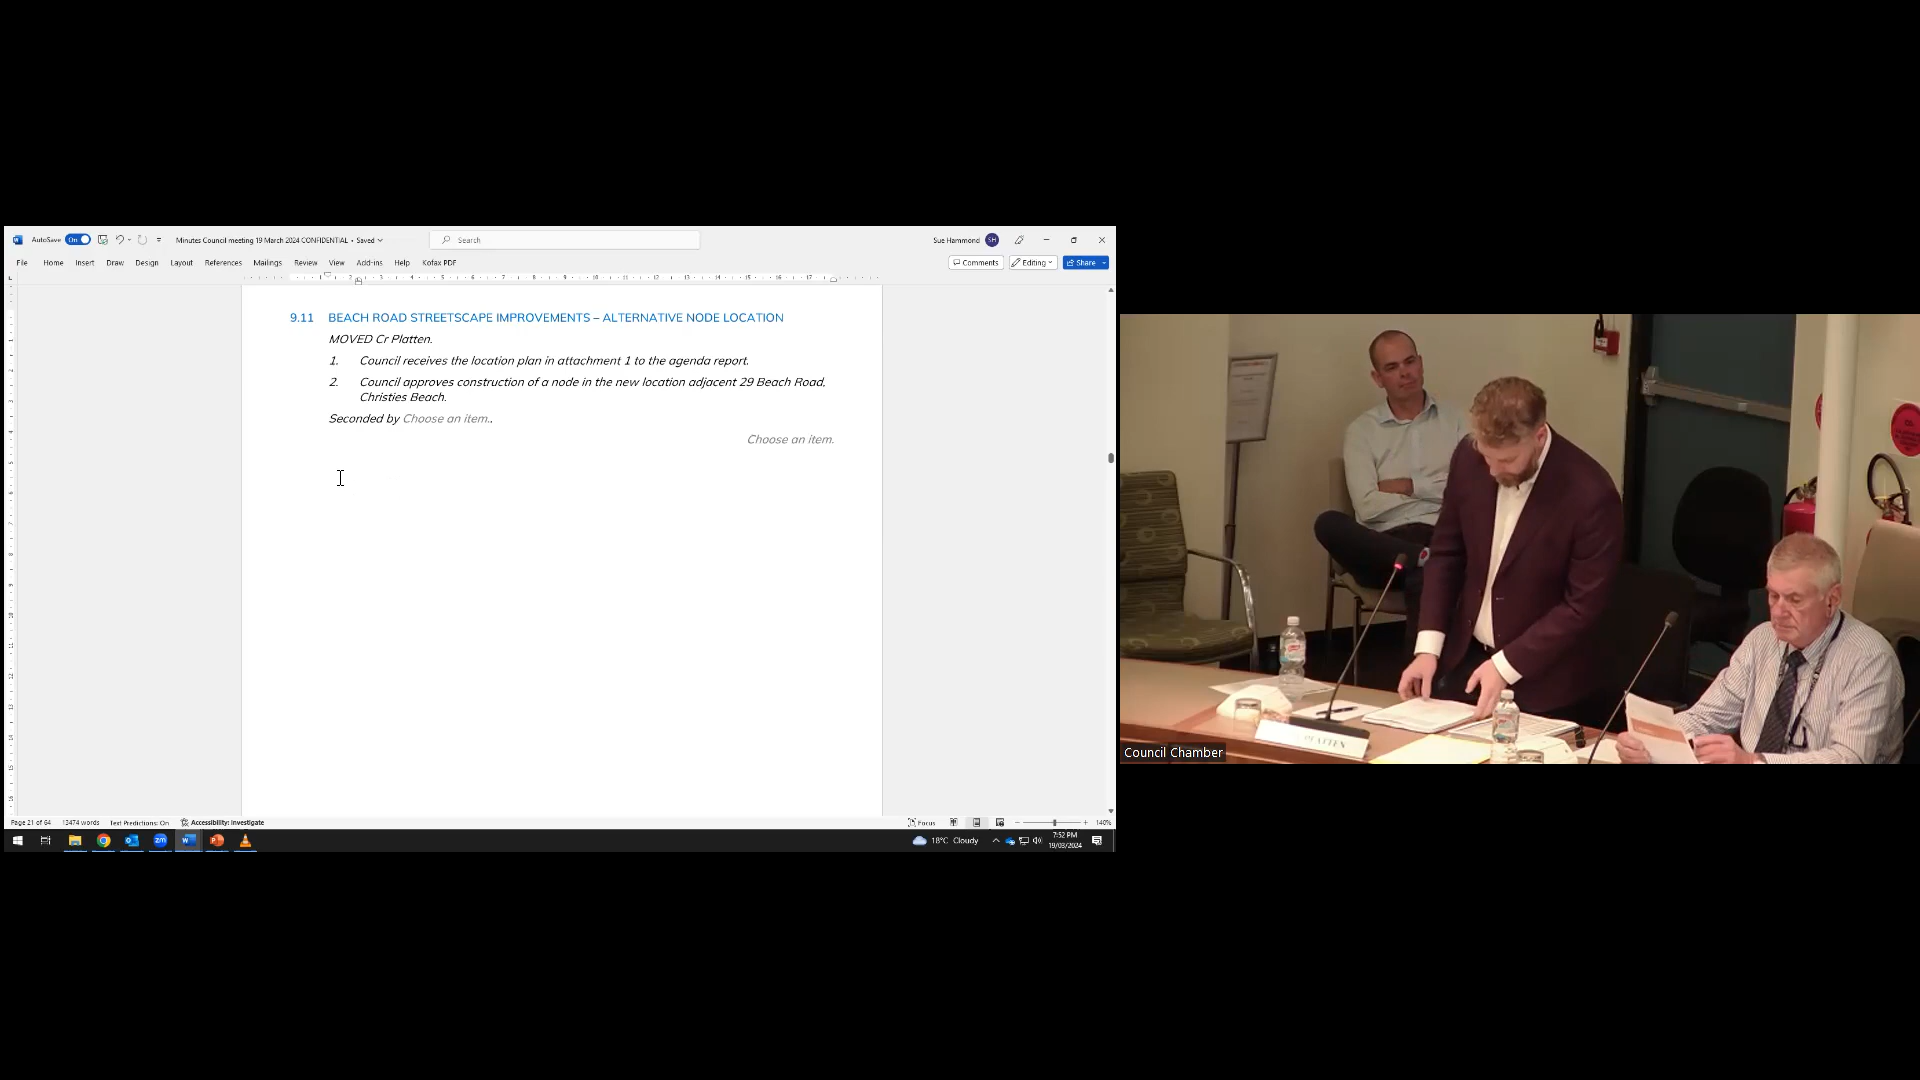 AutoSave On
Minutes Council meeting 19 March 2024 CONFIDENTIAL • Saved
Search
Sue Hammond SH
File Home Insert Draw Design Layout References Mailings Review View Add-ins Help Kofax PDF
Comments Editing Share
9.11 BEACH ROAD STREETSCAPE IMPROVEMENTS – ALTERNATIVE NODE LOCATION
MOVED Cr Platten.
1. Council receives the location plan in attachment 1 to the agenda report.
2. Council approves construction of a node in the new location adjacent 29 Beach Road,
Christies Beach.
Seconded by Choose an item..
Choose an item.
Page 21 of 64 13474 words Text Predictions: On Accessibility: Investigate
Focus
140%
18°C Cloudy
7:52 PM
19/03/2024
PLATTEN
Council Chamber